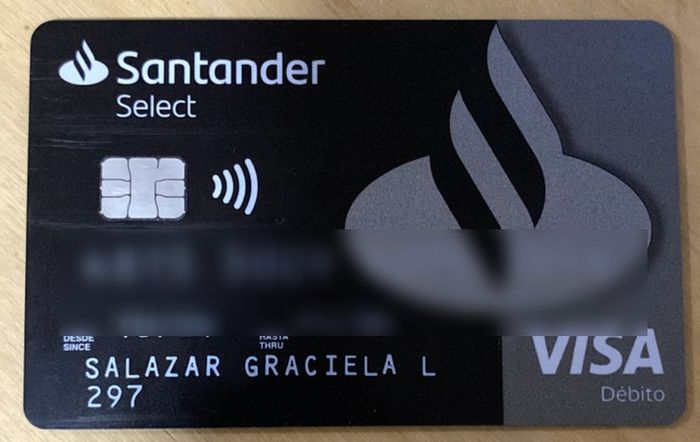 Santander
Select
DESDE HASTA
SINCE THRU
VISA
SALAZAR GRACIELA L
297
Débito